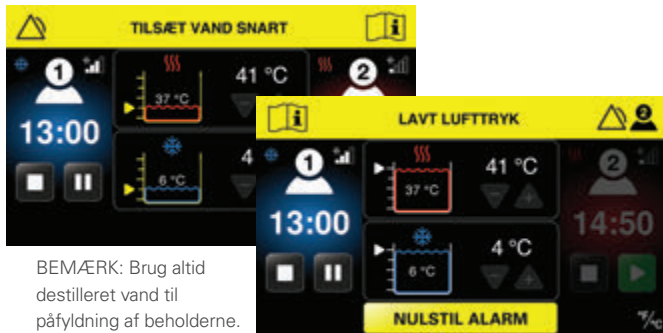 TILSÆT VAND SNART
1
41 °C
2
37 °C
13:00
4
6 °C
LAVT LUFTTRYK
2
1
41 °C
2
37 °C
13:00
14:50
4 °C
6 °C
NULSTIL ALARM
°F/°C
BEMÆRK: Brug altid
destilleret vand til
påfyldning af beholderne.